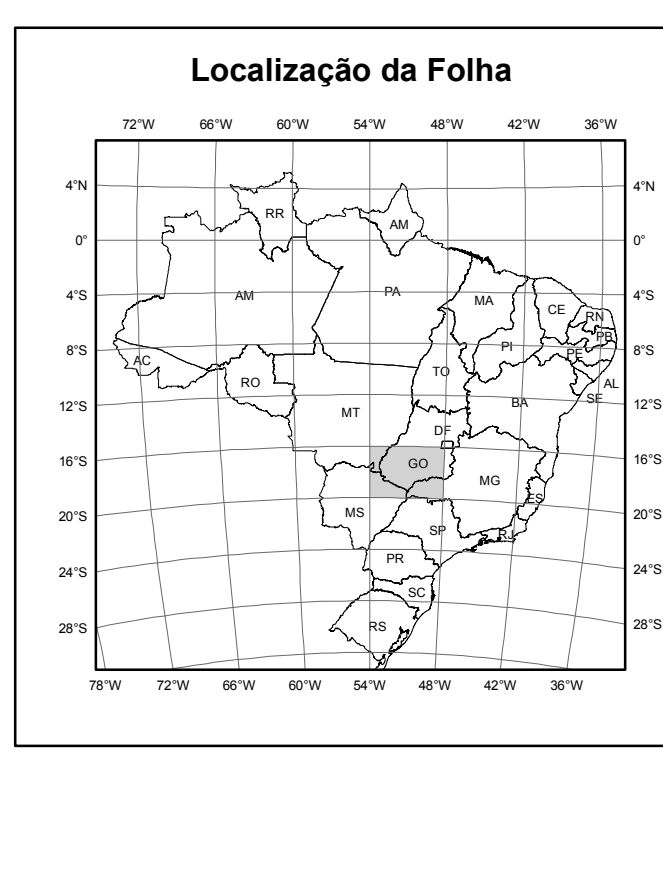 Localização da Folha
72°W 66°W 60°W 54°W 48°W 42°W 36°W
4°N 4°N
RR
AM
0° 0°
AM PA MA CE
4°S 4°S
RN
PB
8°S AC PI PE 8°S
RO TO AL
SE
12°S MT BA 12°S
DF
16°S GO 16°S
MG
ES
20°S MS 20°S
SP RJ
PR
24°S 24°S
SC
28°S RS 28°S
78°W 72°W 66°W 60°W 54°W 48°W 42°W 36°W